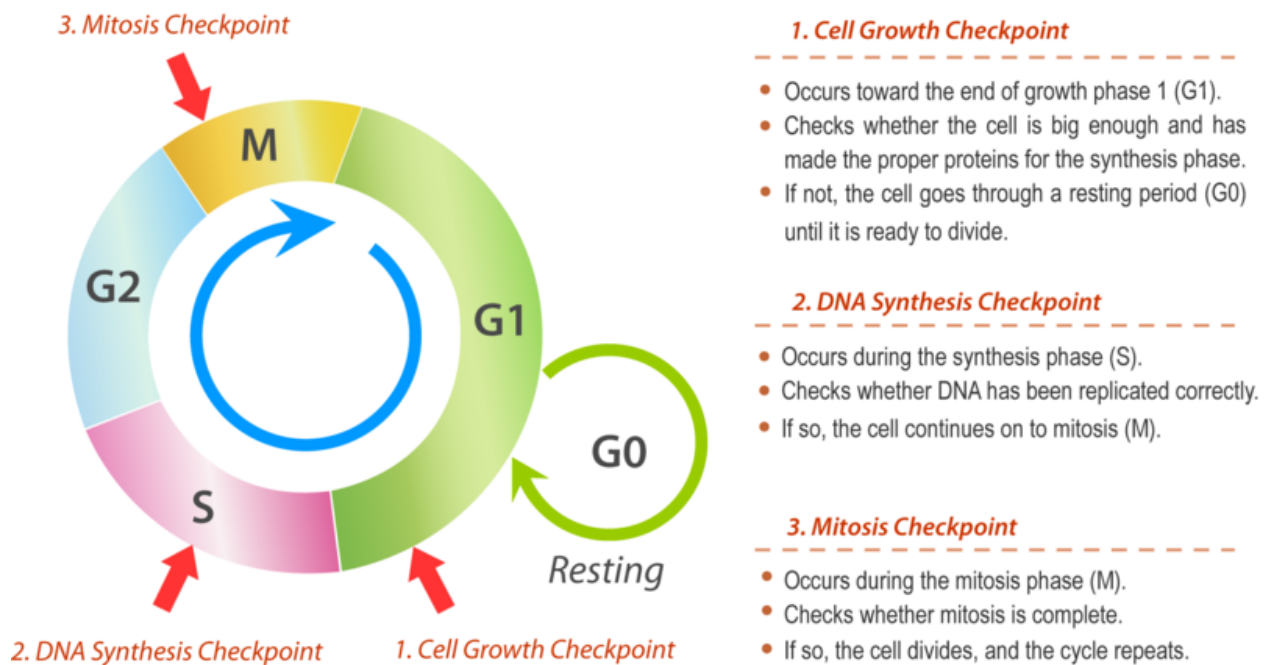 3. Mitosis Checkpoint
M
G2
G1
S
G0
Resting
2. DNA Synthesis Checkpoint
1. Cell Growth Checkpoint
1. Cell Growth Checkpoint
• Occurs toward the end of growth phase 1 (G1).
• Checks whether the cell is big enough and has
made the proper proteins for the synthesis phase.
• If not, the cell goes through a resting period (G0)
until it is ready to divide.
2. DNA Synthesis Checkpoint
• Occurs during the synthesis phase (S).
• Checks whether DNA has been replicated correctly.
• If so, the cell continues on to mitosis (M).
3. Mitosis Checkpoint
• Occurs during the mitosis phase (M).
• Checks whether mitosis is complete.
• If so, the cell divides, and the cycle repeats.